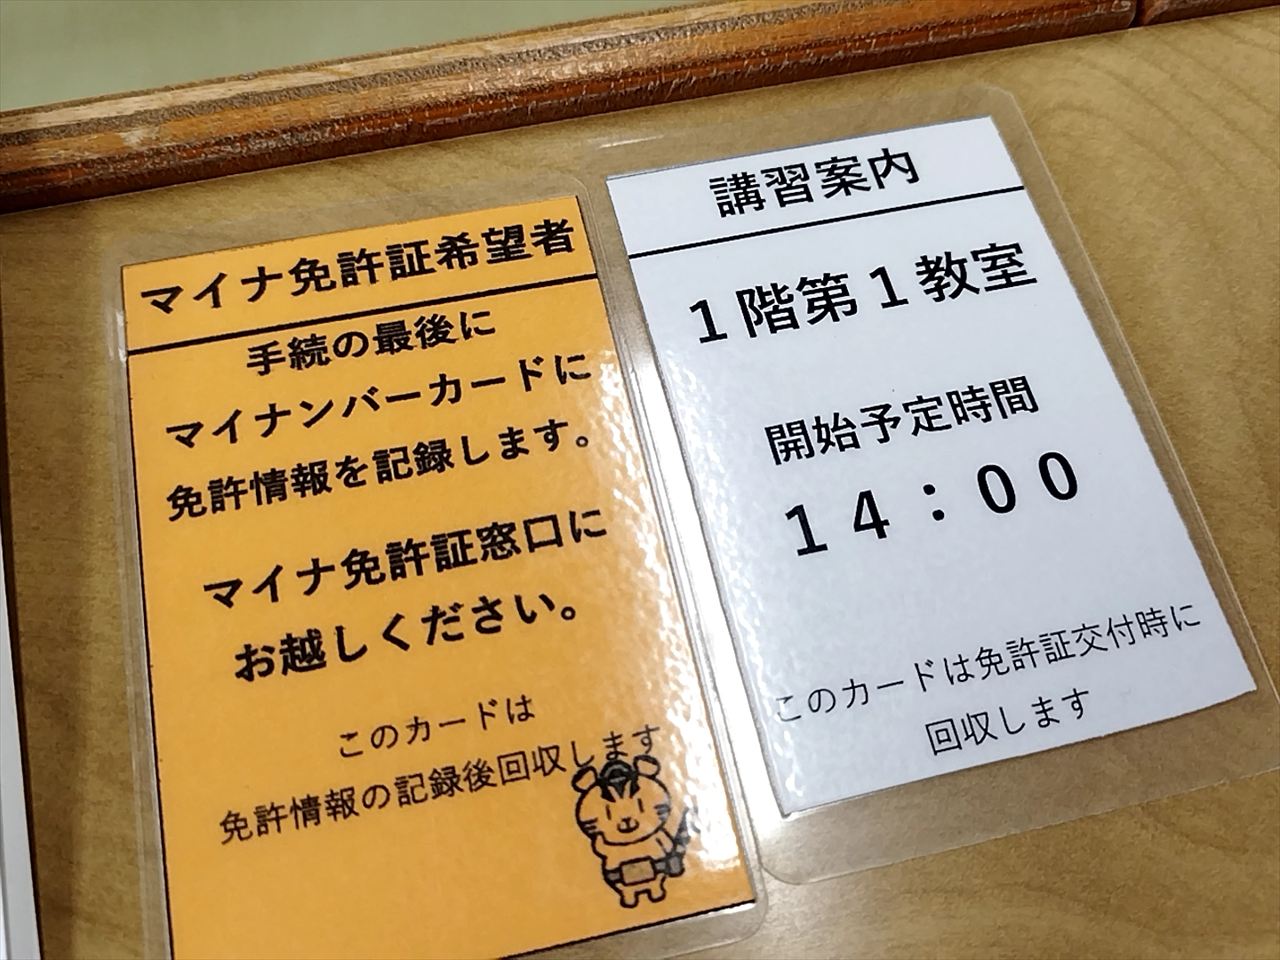 マイナ免許証希望者
手続の最後に
マイナンバーカードに
免許情報を記録します。
マイナ免許証窓口に
お越しください。
このカードは
免許情報の記録後回収します
講習案内
1階第1教室
開始予定時間
14:00
このカードは免許証交付時に
回収します